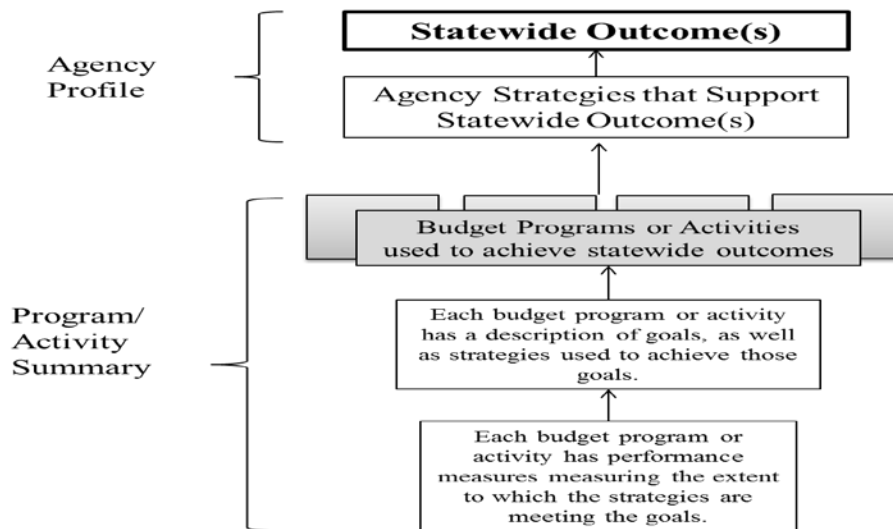 Statewide Outcome(s)
Agency
Profile
Agency Strategies that Support
Statewide Outcome(s)
Budget Programs or Activities
used to achieve statewide outcomes
Program/
Activity
Summary
Each budget program or activity
has a description of goals, as well
as strategies used to achieve those
goals.
Each budget program or
activity has performance
measures measuring the extent
to which the strategies are
meeting the goals.